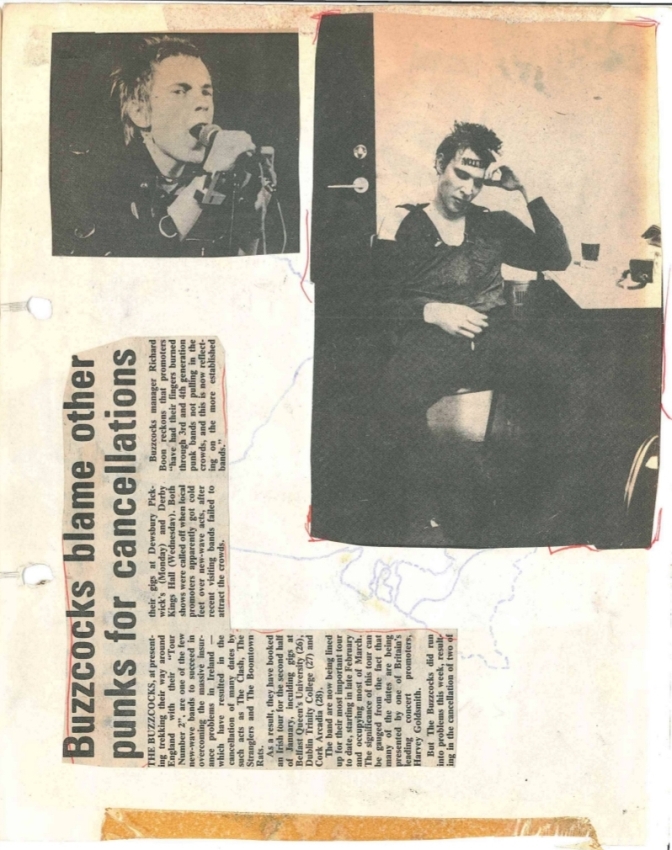 Buzzcocks blame other
punks for cancellations
THE BUZZCOCKS, at present-
ing trekking their way around
England with their "Tour
Number 2", are one of the few
new-wave bands to succeed in
overcoming the massive insur-
ance problems in Ireland —
which have resulted in the
cancellation of many dates by
such acts as The Clash, The
Stranglers and The Boomtown
Rats.
As a result, they have booked
an Irish tour for the second half
of January, including gigs at
Belfast Queen's University (26),
Dublin Trinity College (27) and
Cork Arcadia (28).
The band are now being lined
up for their most important tour
to date, starting in late February
and occupying most of March.
The significance of this tour can
be gauged from the fact that
many of the dates are being
presented by one of Britain's
leading concert promoters,
Harvey Goldsmith.
But The Buzzcocks did run
into problems this week, result-
ing in the cancellation of two of
their gigs at Dewsbury Pick-
wick's (Monday) and Derby
Kings Hall (Wednesday). Both
shows were called off when local
promoters apparently got cold
feet over new-wave acts, after
recent visiting bands failed to
attract the crowds.
Buzzcocks manager Richard
Boon reckons that promoters
"have had their fingers burned
through 3rd and 4th generation
punk bands not pulling in the
crowds, and this is now reflect-
ing on the more established
bands."